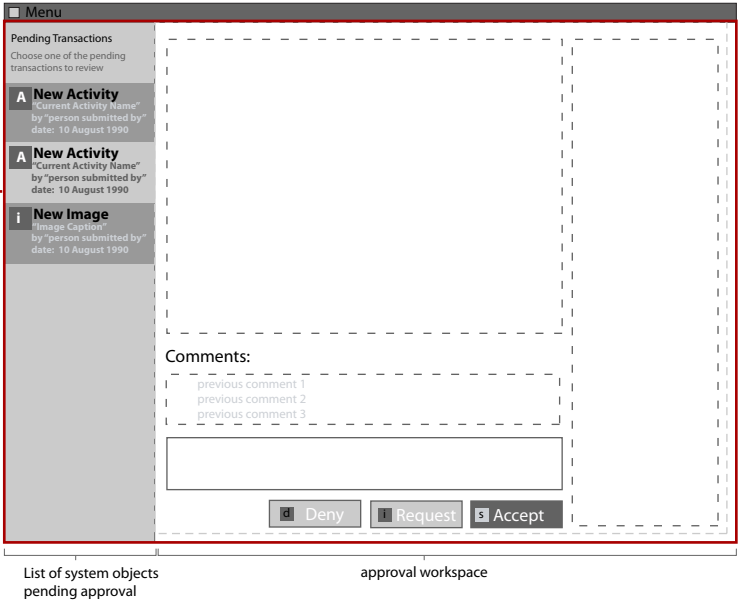 Menu
Pending Transactions
Choose one of the pending
transactions to review
A New Activity
“Current Activity Name”
by “person submitted by”
date: 10 August 1990
A New Activity
“Current Activity Name”
by “person submitted by”
date: 10 August 1990
i New Image
“Image Caption”
by “person submitted by”
date: 10 August 1990
Comments:
previous comment 1
previous comment 2
previous comment 3
d Deny
i Request
s Accept
List of system objects
pending approval
approval workspace